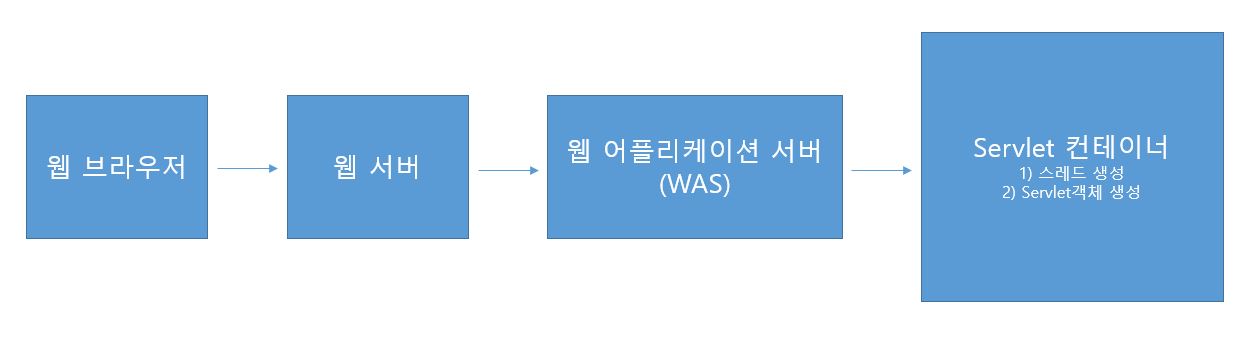 웹 브라우저
웹 서버
웹 어플리케이션 서버
(WAS)
Servlet 컨테이너
1) 스레드 생성
2) Servlet객체 생성